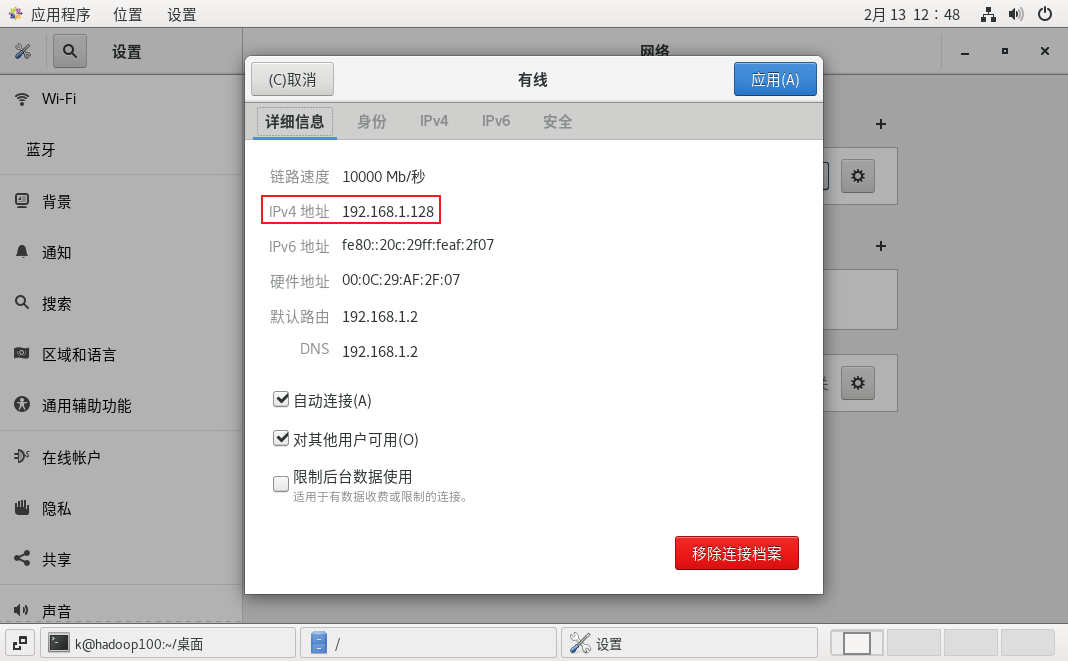 应用程序 位置 设置 2月 13 12：48
设置 网络
(C)取消 有线 应用(A)
详细信息 身份 IPv4 IPv6 安全
Wi-Fi
蓝牙
背景
通知
搜索
区域和语言
通用辅助功能
在线帐户
隐私
共享
声音
链路速度 10000 Mb/秒
IPv4 地址 192.168.1.128
IPv6 地址 fe80::20c:29ff:feaf:2f07
硬件地址 00:0C:29:AF:2F:07
默认路由 192.168.1.2
DNS 192.168.1.2
自动连接(A)
对其他用户可用(O)
限制后台数据使用
适用于有数据收费或限制的连接。
移除连接档案
k@hadoop100:~/桌面 / 设置